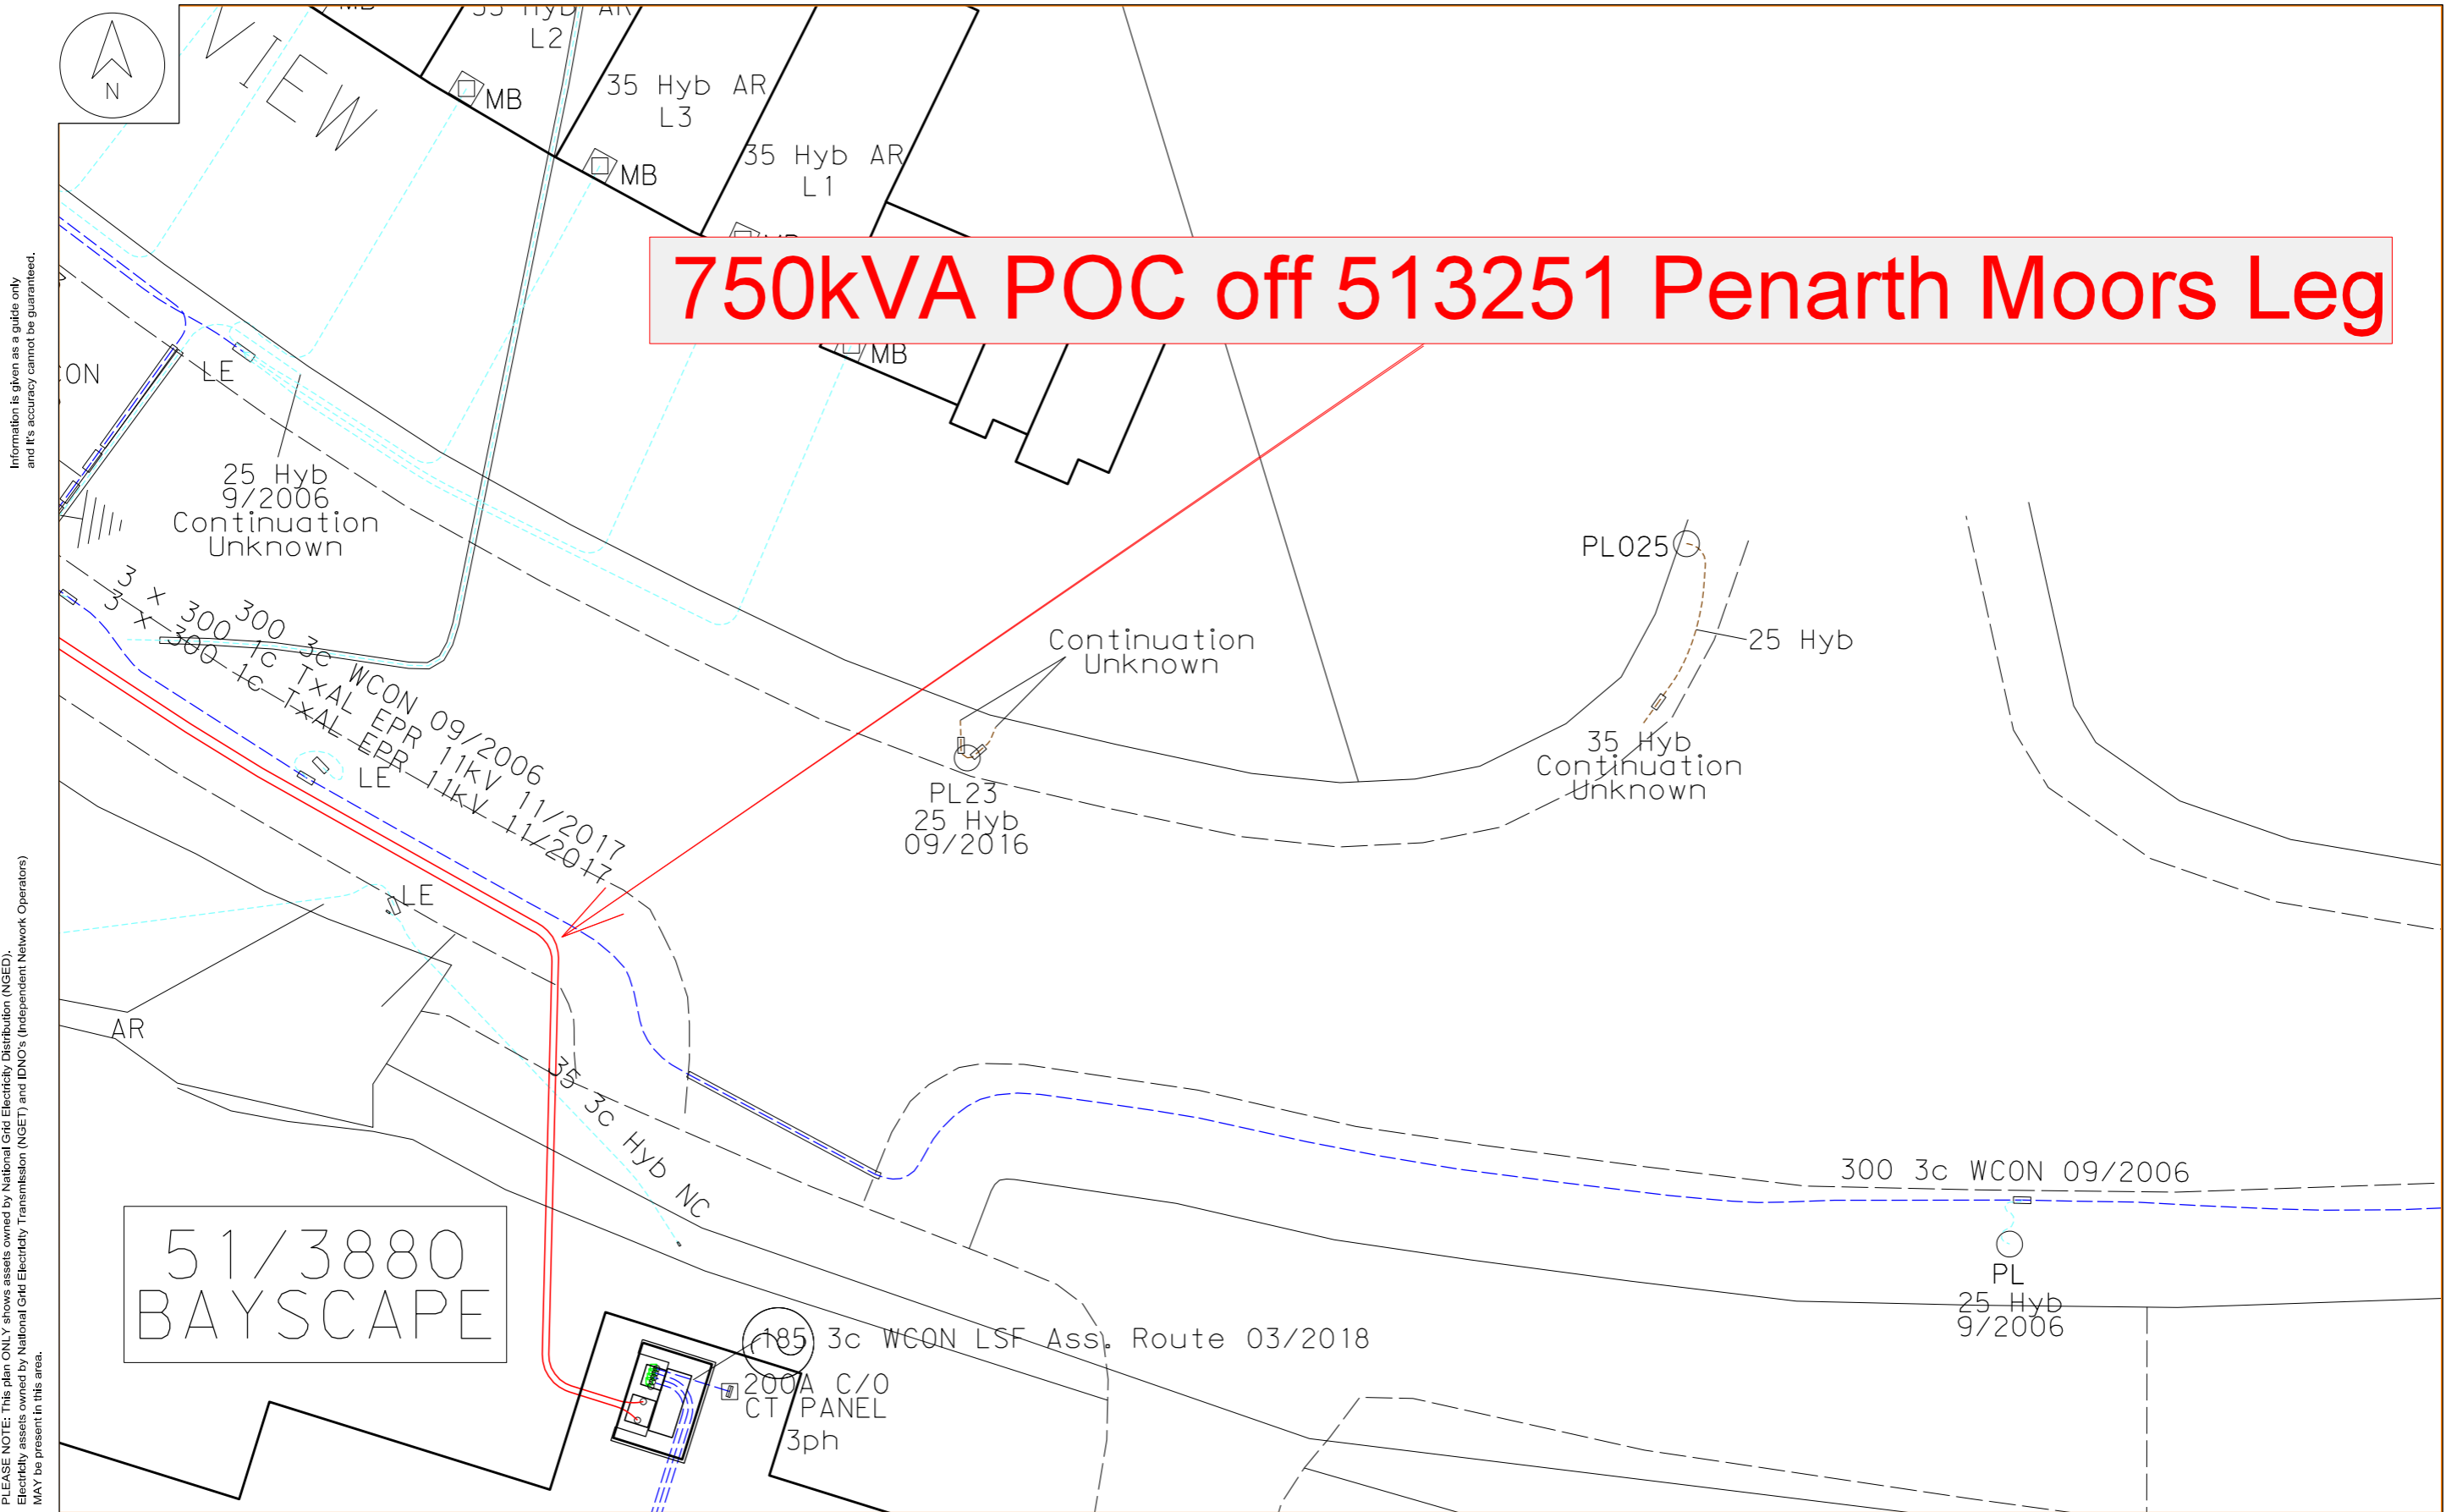 N
VIEW
MB
35 Hyb AR
L2
MB
35 Hyb AR
L3
MB
35 Hyb AR
L1
750kVA POC off 513251 Penarth Moors Leg
MB
LE
25 Hyb
9/2006
Continuation
Unknown
3 x 300 1c TxAL EPR 11kV 11/2017
3 x 300 1c TxAL EPR 11kV 11/2017
300 3c WCON 09/2006
LE
LE
AR
Continuation
Unknown
PL23
25 Hyb
09/2016
PL025
25 Hyb
35 Hyb
Continuation
Unknown
35 3c Hyb NC
300 3c WCON 09/2006
PL
25 Hyb
9/2006
51/3880
BAYSCAPE
185 3c WCON LSF Ass. Route 03/2018
200A C/O
CT PANEL
3ph
Information is given as a guide only
and it's accuracy cannot be guaranteed.
PLEASE NOTE: This plan ONLY shows assets owned by National Grid Electricity Distribution (NGED).
Electricity assets owned by National Grid Electricity Transmission (NGET) and IDNO's (Independent Network Operators)
MAY be present in this area.